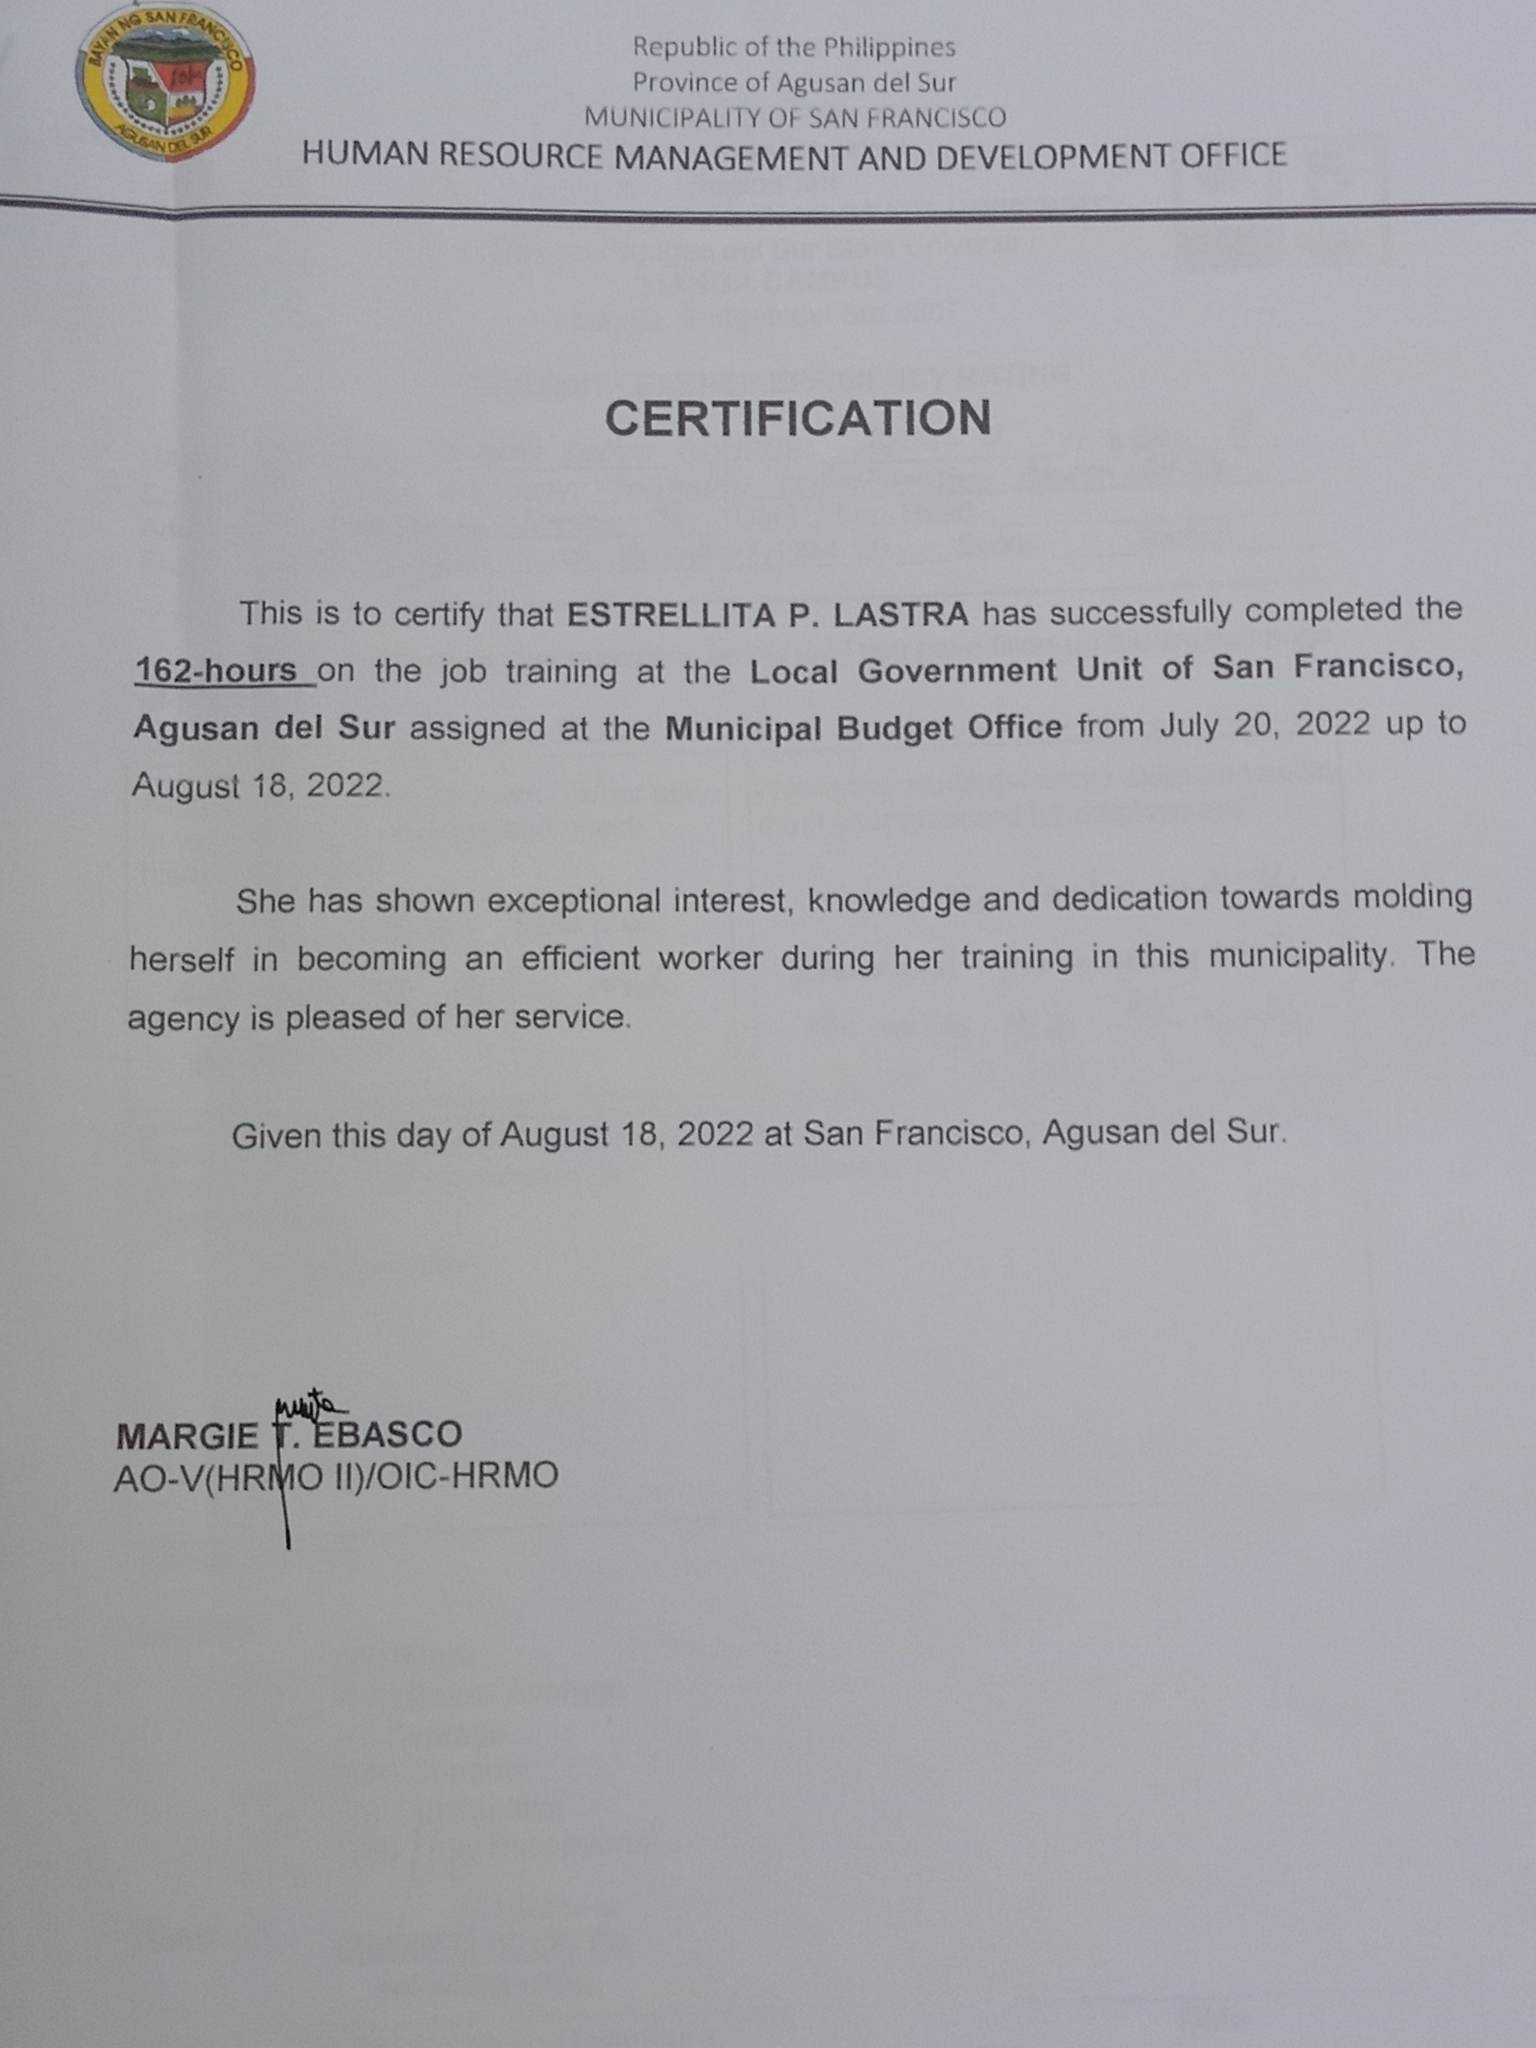 BAYAN NG SAN FRANCISCO
AGUSAN DEL SUR
Republic of the Philippines
Province of Agusan del Sur
MUNICIPALITY OF SAN FRANCISCO
HUMAN RESOURCE MANAGEMENT AND DEVELOPMENT OFFICE
CERTIFICATION
This is to certify that ESTRELLITA P. LASTRA has successfully completed the
162-hours on the job training at the Local Government Unit of San Francisco,
Agusan del Sur assigned at the Municipal Budget Office from July 20, 2022 up to
August 18, 2022.
She has shown exceptional interest, knowledge and dedication towards molding
herself in becoming an efficient worker during her training in this municipality. The
agency is pleased of her service.
Given this day of August 18, 2022 at San Francisco, Agusan del Sur.
MARGIE T. EBASCO
AO-V(HRMO II)/OIC-HRMO